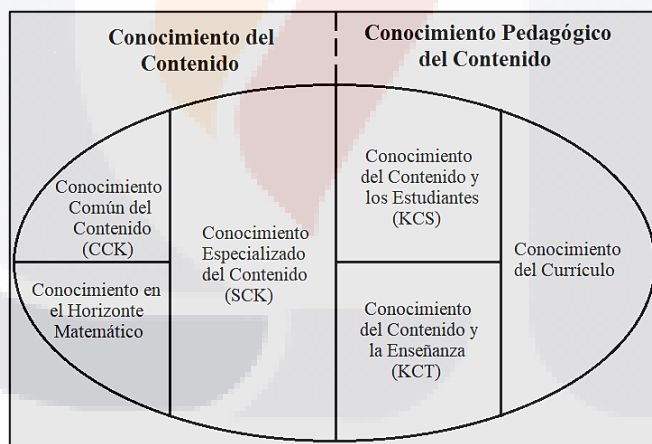 Conocimiento del
Contenido
Conocimiento Pedagógico
del Contenido
Conocimiento
Común del
Contenido
(CCK)
Conocimiento en
el Horizonte
Matemático
Conocimiento
Especializado
del Contenido
(SCK)
Conocimiento
del Contenido y
los Estudiantes
(KCS)
Conocimiento
del Contenido y
la Enseñanza
(KCT)
Conocimiento
del Currículo